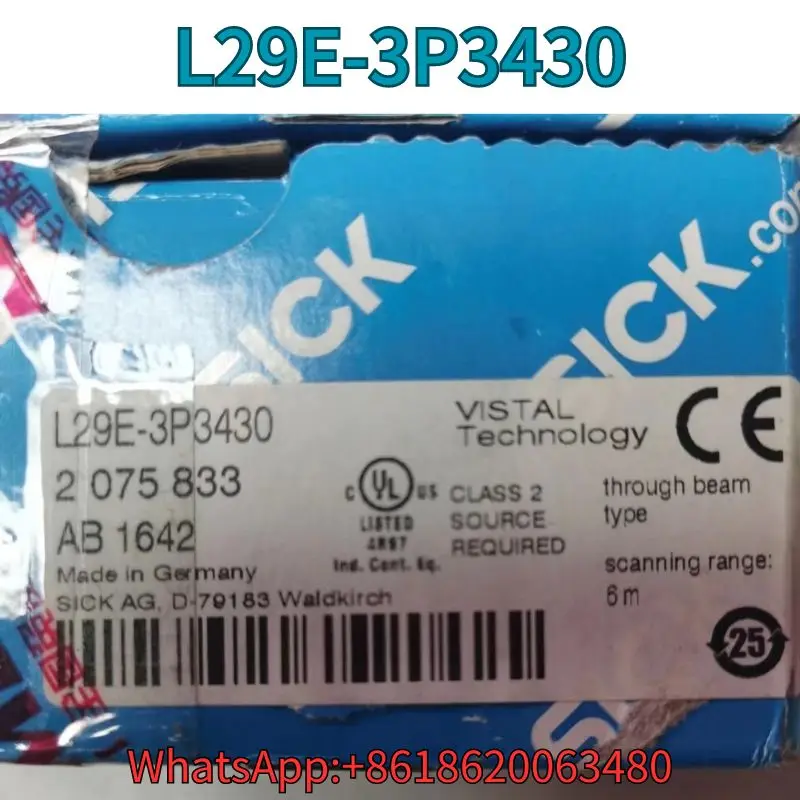 L29E-3P3430
SICK
SICK.com
L29E-3P3430
2 075 833
AB 1642
Made in Germany
SICK AG, D-79183 Waldkirch
C UL US
LISTED
4R97
Ind. Cont. Eq.
CLASS 2
SOURCE
REQUIRED
VISTAL
Technology
CE
through beam
type
scanning range:
6 m
25
SICK
WhatsApp:+8618620063480